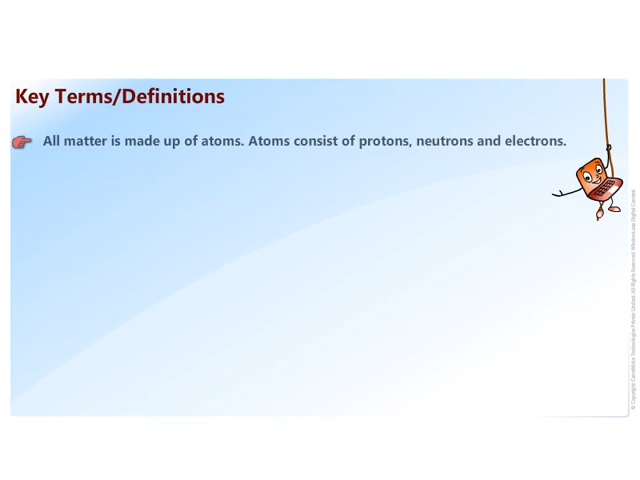 Key Terms/Definitions
All matter is made up of atoms. Atoms consist of protons, neutrons and electrons.